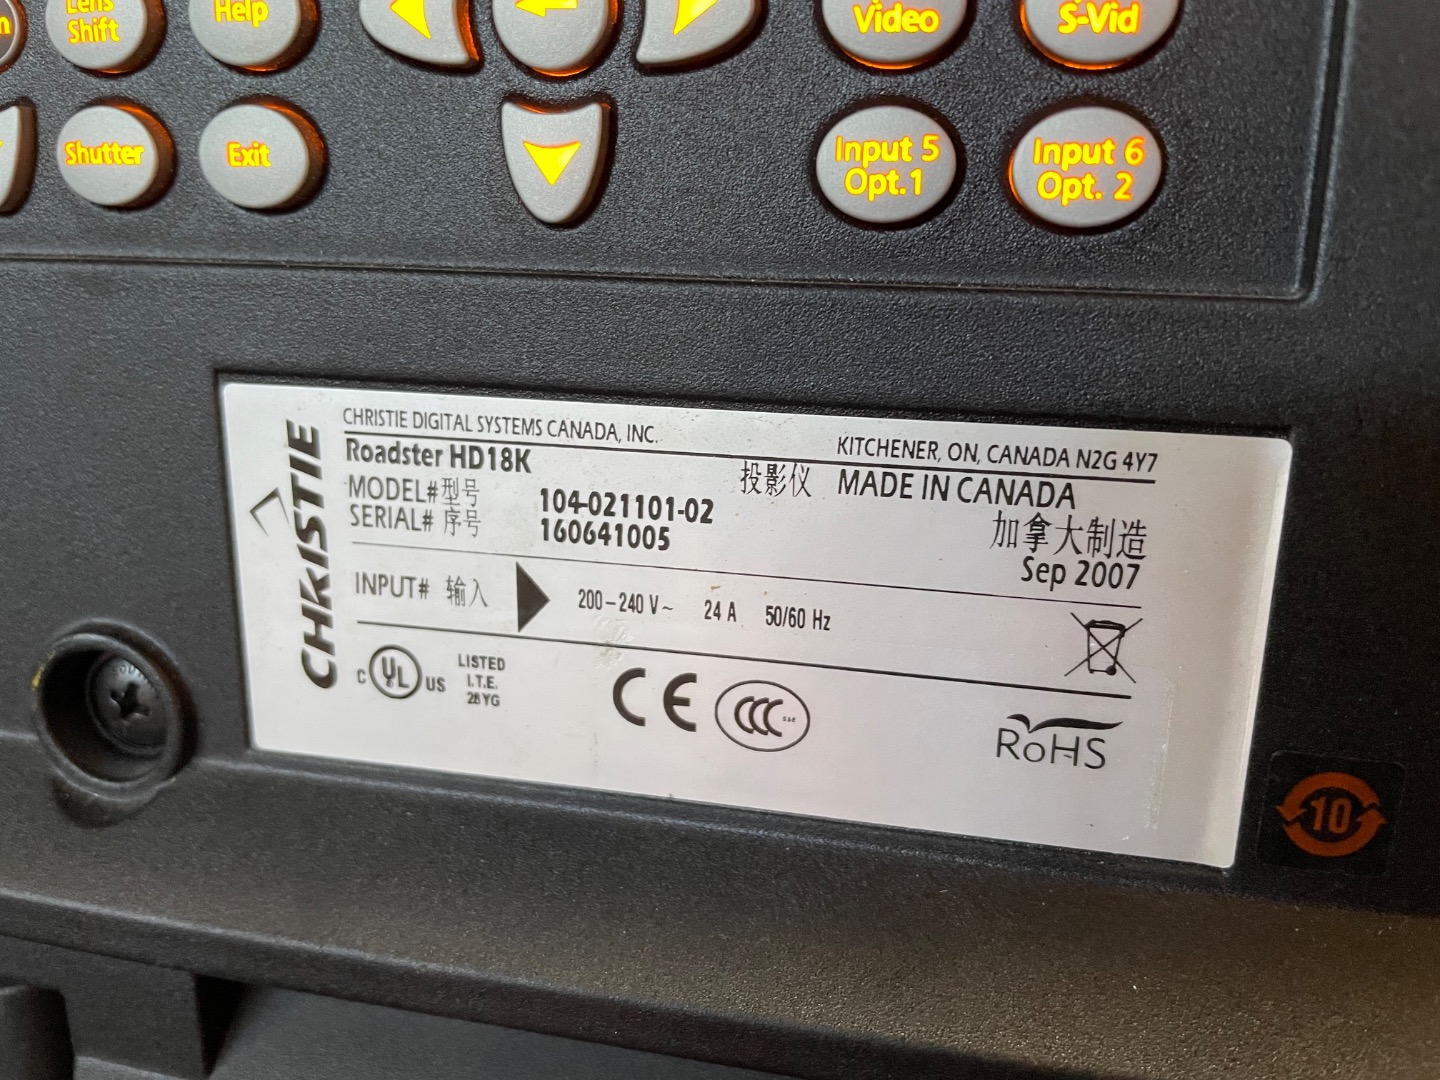 Lens
Shift
Help
Video
S-Vid
Shutter
Exit
Input 5
Opt.1
Input 6
Opt. 2
CHRISTIE
CHRISTIE DIGITAL SYSTEMS CANADA, INC.
KITCHENER, ON, CANADA N2G 4Y7
Roadster HD18K
投影仪
MADE IN CANADA
MODEL# 型号
104-021101-02
加拿大制造
SERIAL# 序号
160641005
Sep 2007
INPUT# 输入
200–240 V~ 24 A 50/60 Hz
C UL US
LISTED
I.T.E.
28YG
CE
CCC
S&E
RoHS
10